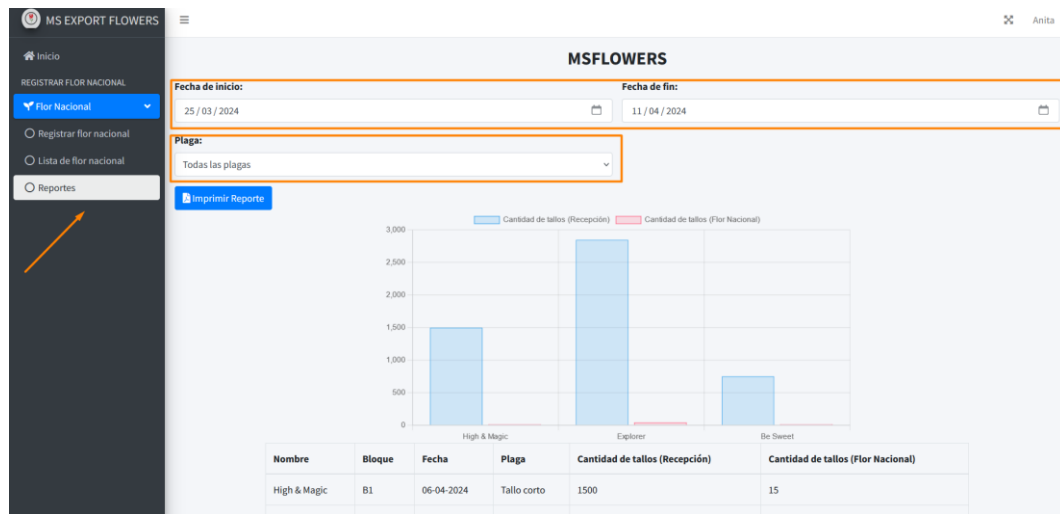 MS EXPORT FLOWERS
Anita
Inicio
REGISTRAR FLOR NACIONAL
Flor Nacional
Registrar flor nacional
Lista de flor nacional
Reportes
MSFLOWERS
Fecha de inicio:
Fecha de fin:
25 / 03 / 2024
11 / 04 / 2024
Plaga:
Todas las plagas
Imprimir Reporte
Cantidad de tallos (Recepción) Cantidad de tallos (Flor Nacional)
3,000
2,500
2,000
1,500
1,000
500
0
High & Magic Explorer Be Sweet
Nombre Bloque Fecha Plaga Cantidad de tallos (Recepción) Cantidad de tallos (Flor Nacional)
High & Magic B1 06-04-2024 Tallo corto 1500 15